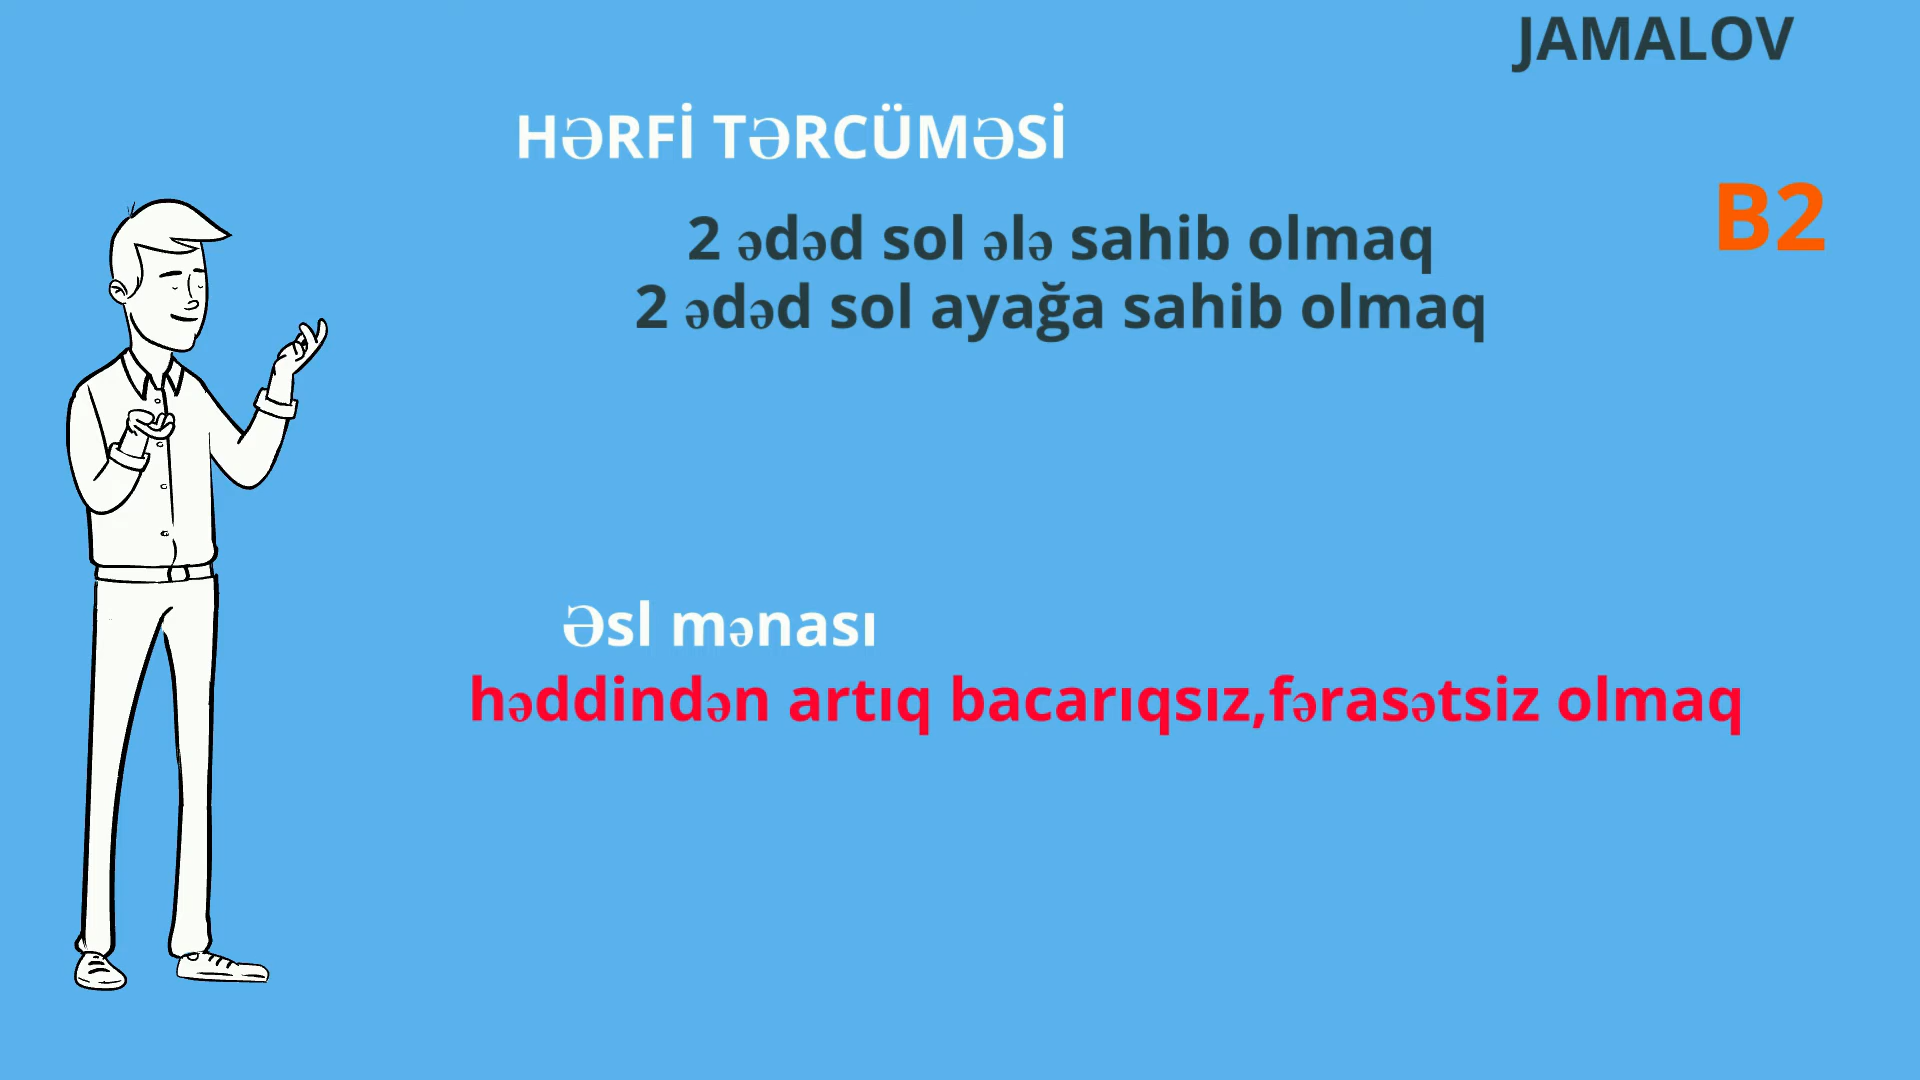 JAMALOV
HƏRFİ TƏRCÜMƏSİ
B2
2 ədəd sol ələ sahib olmaq
2 ədəd sol ayağa sahib olmaq
Əsl mənası
həddindən artıq bacarıqsız,fərasətsiz olmaq